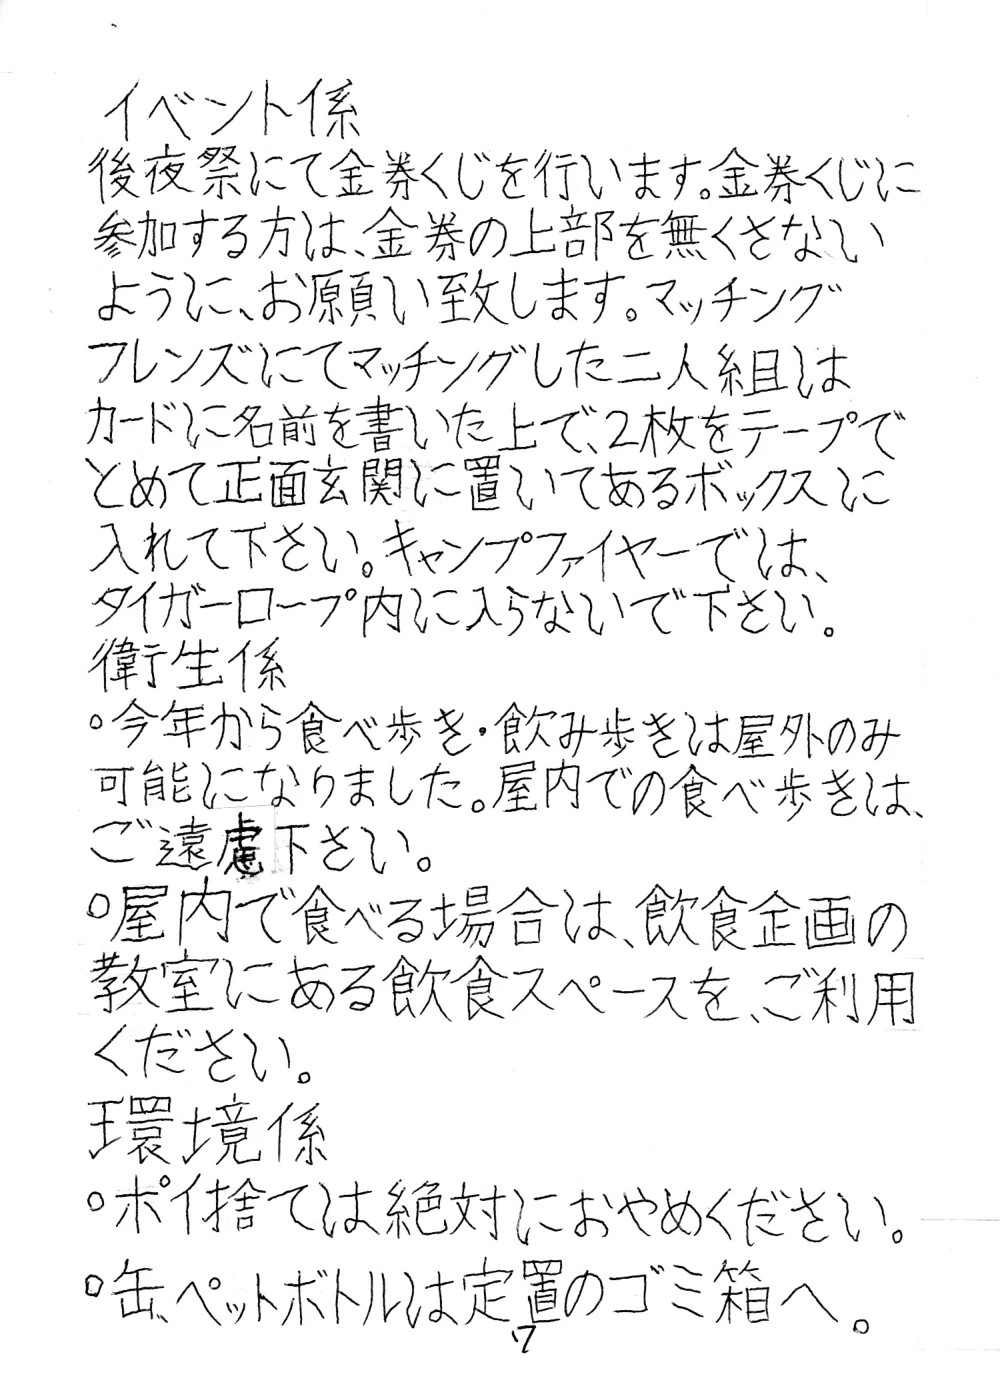 イベント係
後夜祭にて金券くじを行います。金券くじに
参加する方は、金券の上部を無くさない
ように、お願い致します。マッチング
フレンズにてマッチングした二人組は
カードに名前を書いた上で、2枚をテープで
とめて正面玄関に置いてあるボックスに
入れて下さい。キャンプファイヤーでは、
タイガーロープ内に入らないで下さい。
衛生係
○今年から食べ歩き・飲み歩きは屋外のみ
可能になりました。屋内での食べ歩きは、
ご遠慮下さい。
○屋内で食べる場合は、飲食企画の
教室にある飲食スペースを、ご利用
ください。
環境係
○ポイ捨ては絶対におやめください。
○缶、ペットボトルは定置のゴミ箱へ。
7